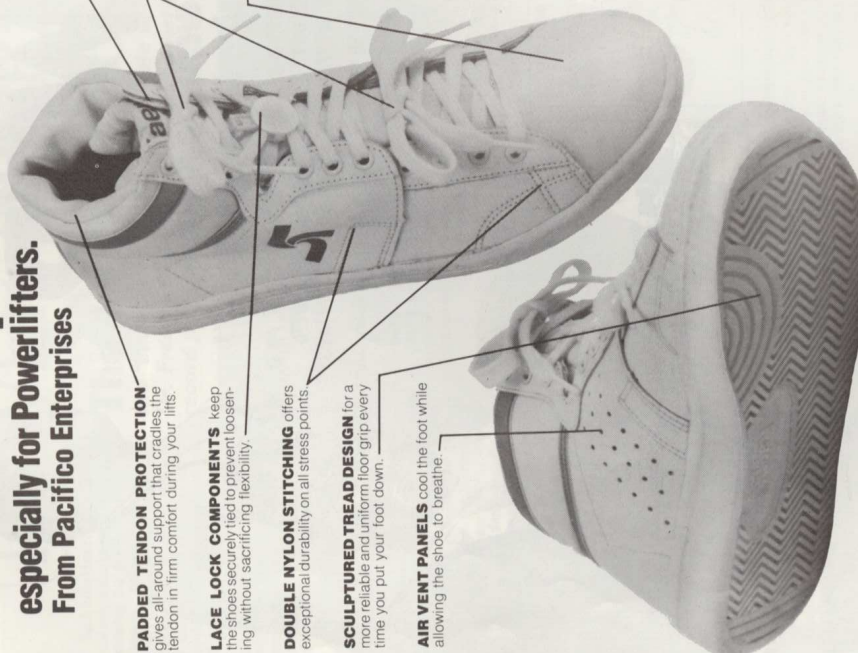 especially for Powerlifters.
From Pacifico Enterprises
PADDED TENDON PROTECTION
gives all-around support that cradles the
tendon in firm comfort during your lifts.
LACE LOCK COMPONENTS keep
the shoes securely tied to prevent loosen-
ing without sacrificing flexibility.
DOUBLE NYLON STITCHING offers
exceptional durability on all stress points.
SCULPTURED TREAD DESIGN for a
more reliable and uniform floor grip every
time you put your foot down.
AIR VENT PANELS cool the foot while
allowing the shoe to breathe.